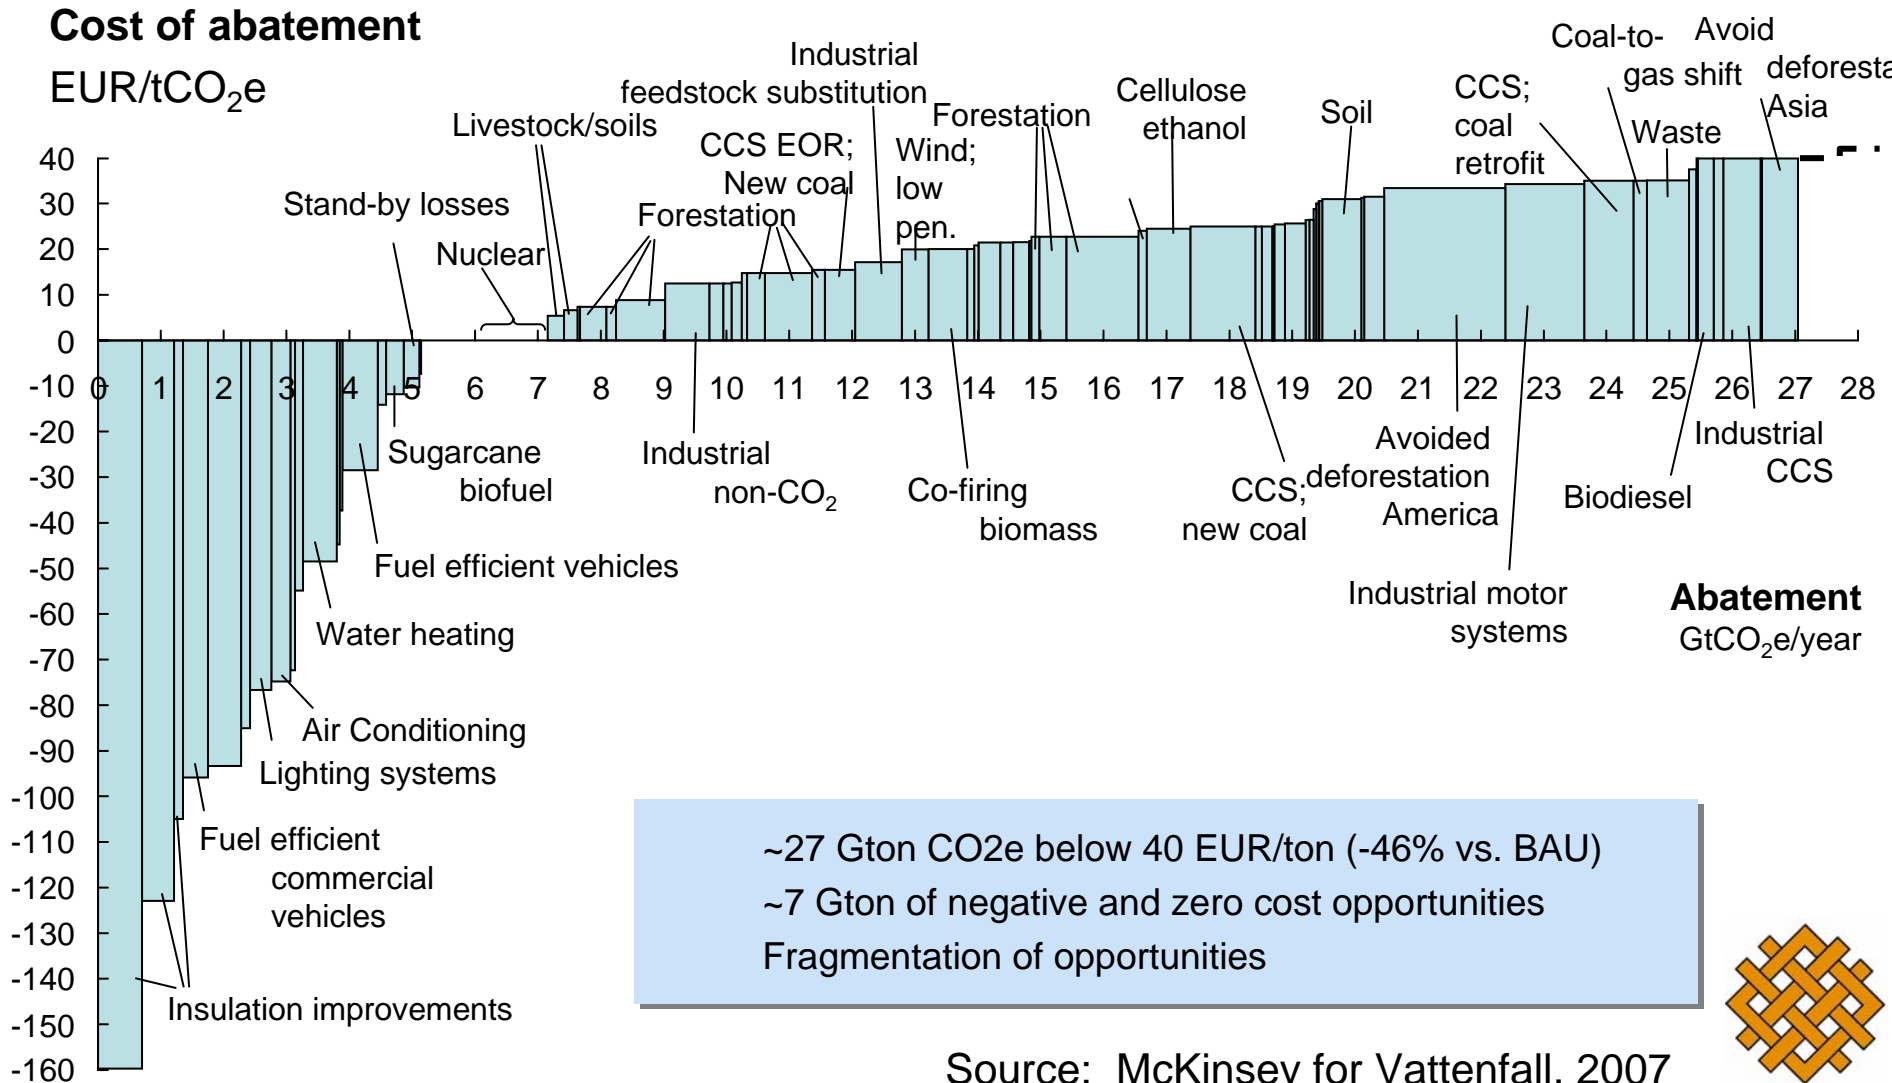 Cost of abatement
EUR/tCO₂e
Industrial
feedstock substitution
Livestock/soils
CCS EOR;
New coal
Wind;
low
pen.
Forestation
Cellulose
ethanol
Soil
CCS;
coal
retrofit
Coal-to-
gas shift
Waste
Avoid
deforesta
Asia
Stand-by losses
Nuclear
Forestation
40
30
20
10
0
-10
-20
-30
-40
-50
-60
-70
-80
-90
-100
-110
-120
-130
-140
-150
-160
0 1 2 3 4 5 6 7 8 9 10 11 12 13 14 15 16 17 18 19 20 21 22 23 24 25 26 27 28
Sugarcane
biofuel
Industrial
non-CO₂
Co-firing
biomass
CCS;
new coal
Avoided
deforestation
America
Biodiesel
Industrial
CCS
Fuel efficient vehicles
Water heating
Industrial motor
systems
Abatement
GtCO₂e/year
Air Conditioning
Lighting systems
Fuel efficient
commercial
vehicles
Insulation improvements
~27 Gton CO2e below 40 EUR/ton (-46% vs. BAU)
~7 Gton of negative and zero cost opportunities
Fragmentation of opportunities
Source: McKinsey for Vattenfall, 2007